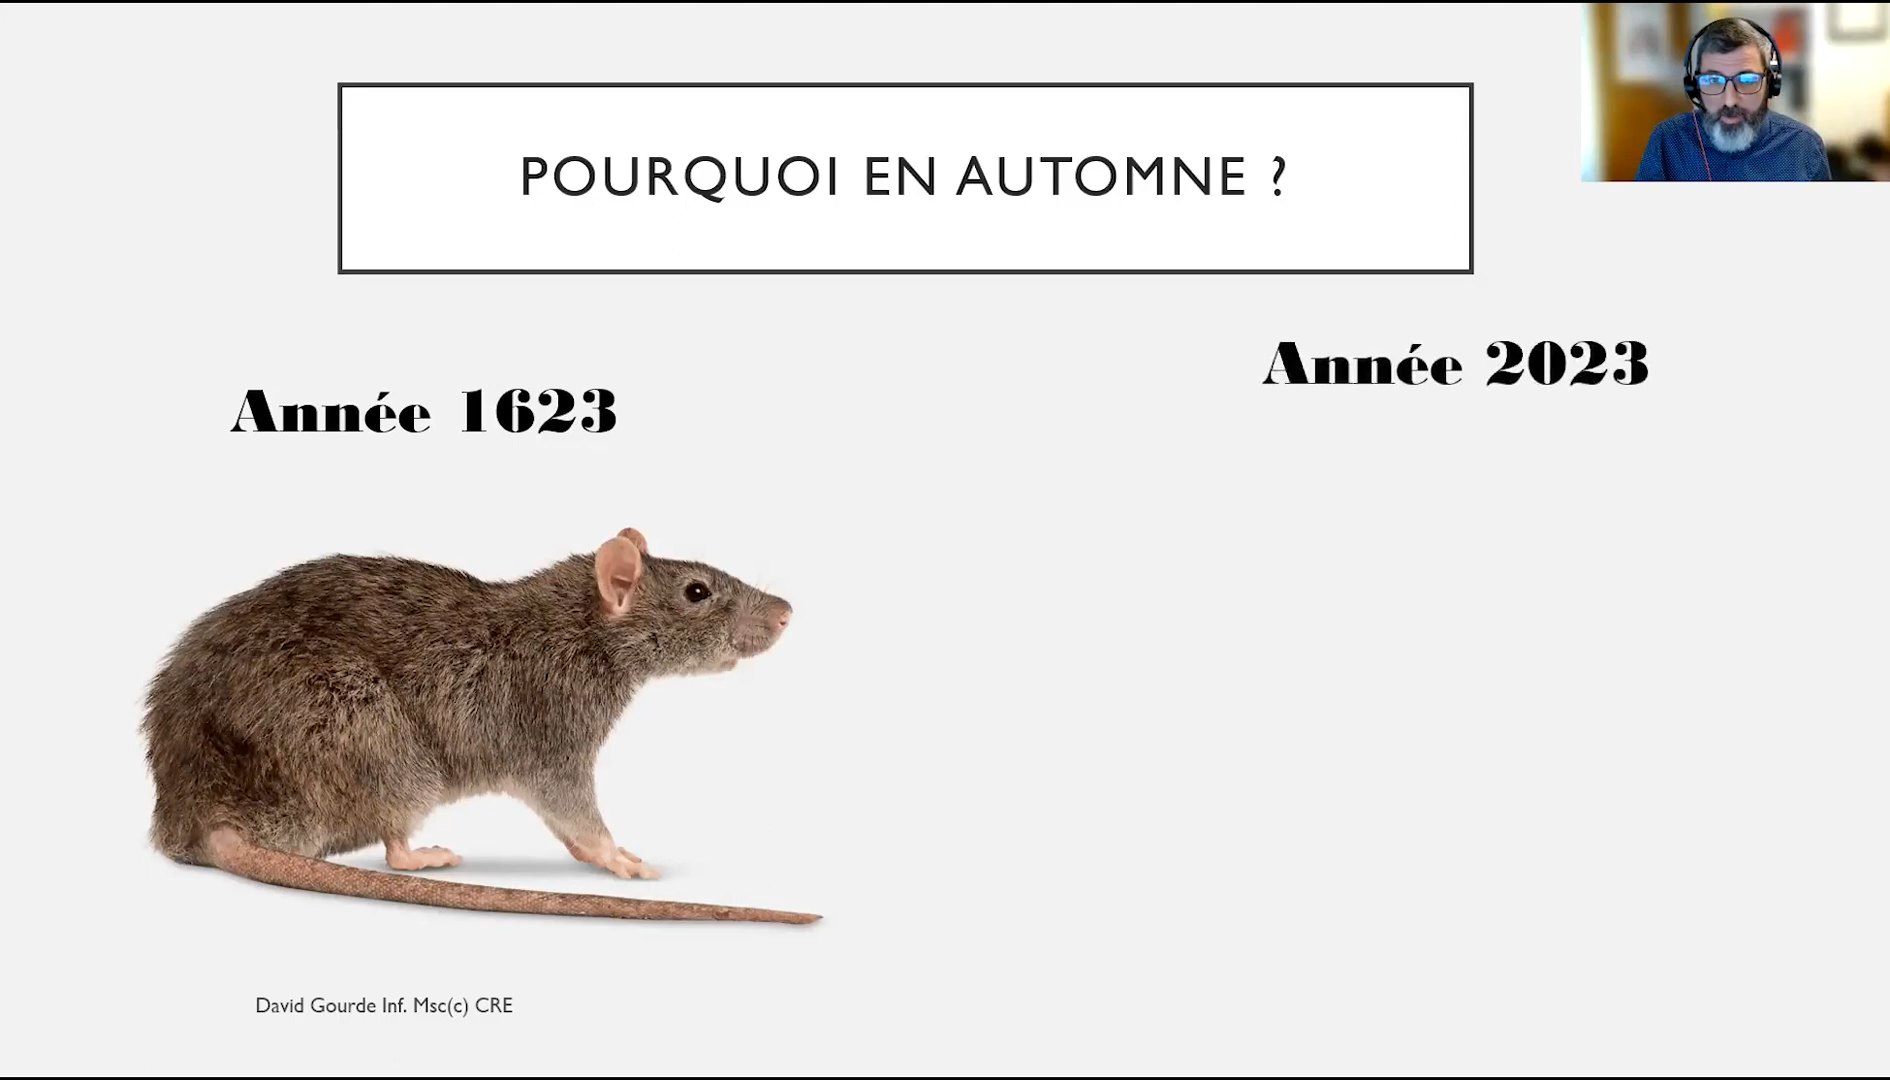 POURQUOI EN AUTOMNE ?
Année 2023
Année 1623
David Gourde Inf. Msc(c) CRE